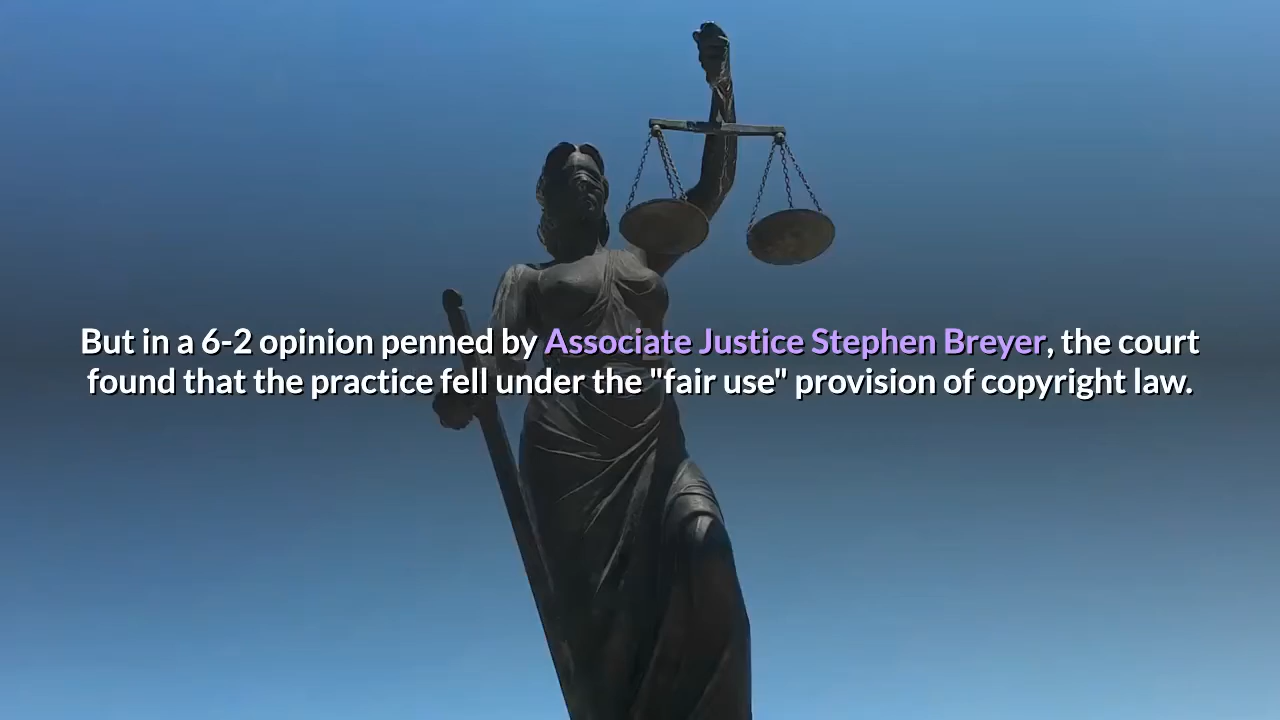 But in a 6-2 opinion penned by Associate Justice Stephen Breyer, the court
found that the practice fell under the "fair use" provision of copyright law.